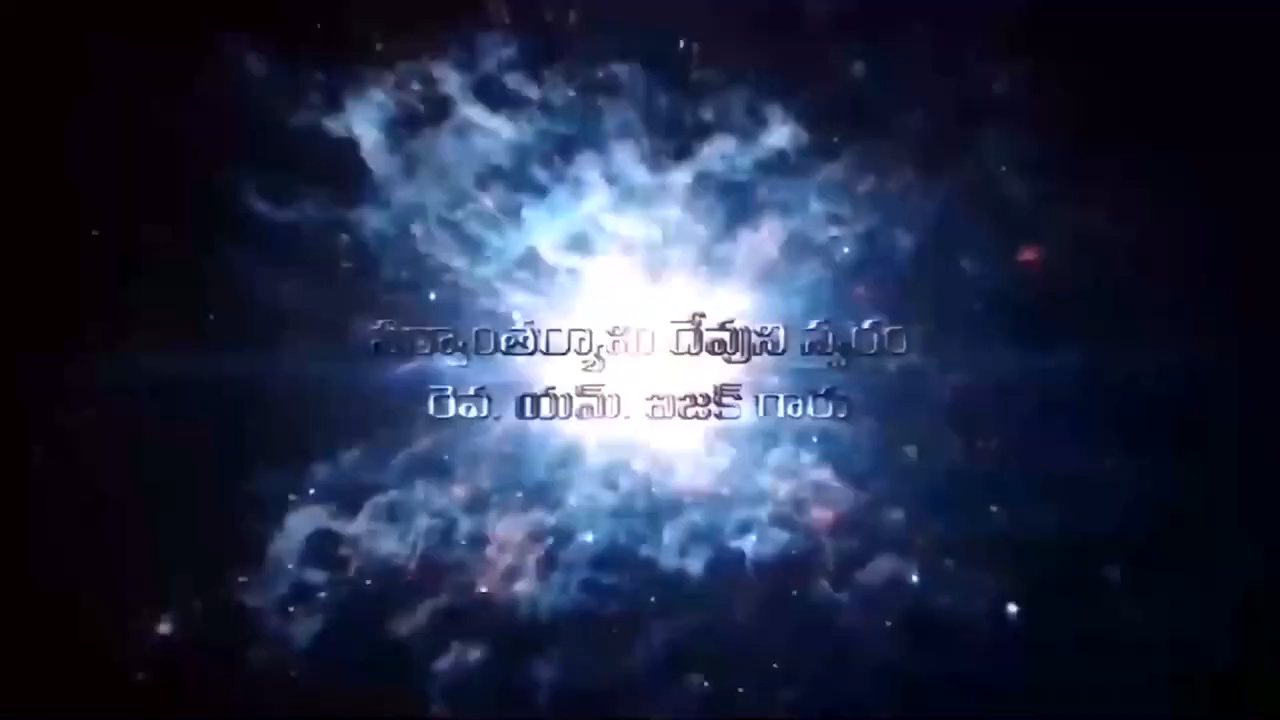 సర్వాంతర్యామి దేవుని స్వరం
రెవ. యమ్. ఐజక్ గారు